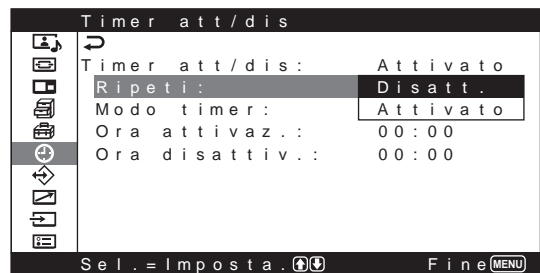 Timer att/dis
Timer att/dis: Attivato
Ripeti: Disatt.
Modo timer: Attivato
Ora attivaz.: 00:00
Ora disattiv.: 00:00
Sel.=Imposta. Fine MENU